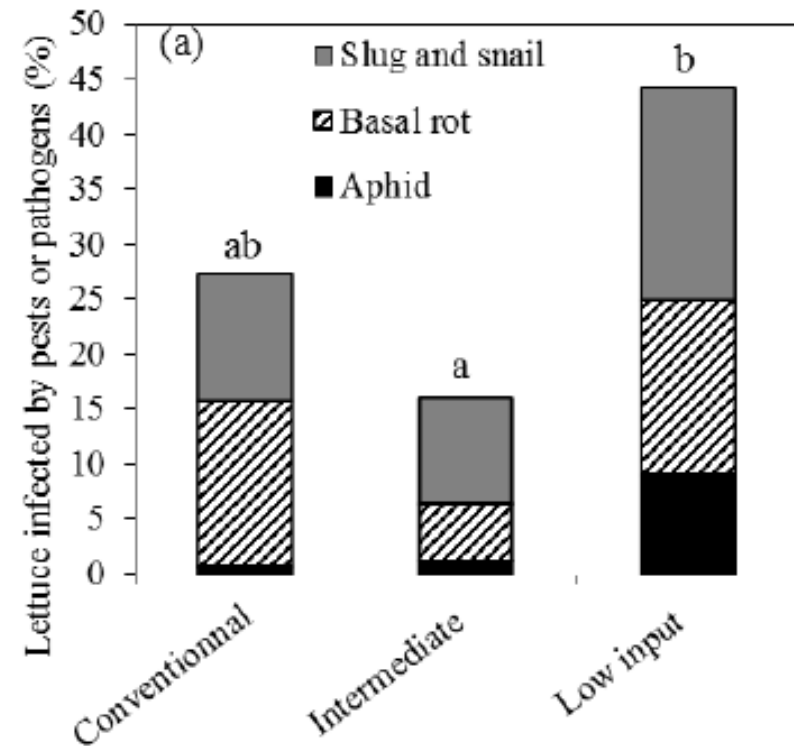 (a)
Slug and snail
Basal rot
Aphid
ab
a
b
Lettuce infected by pests or pathogens (%)
50
45
40
35
30
25
20
15
10
5
0
Conventionnal
Intermediate
Low input